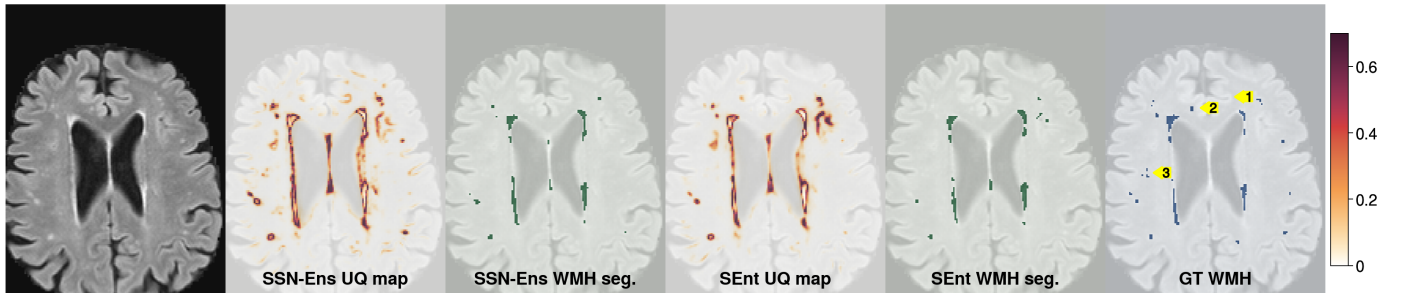 1
2
3
SSN-Ens UQ map
SSN-Ens WMH seg.
SEnt UQ map
SEnt WMH seg.
GT WMH
0.6
0.4
0.2
0